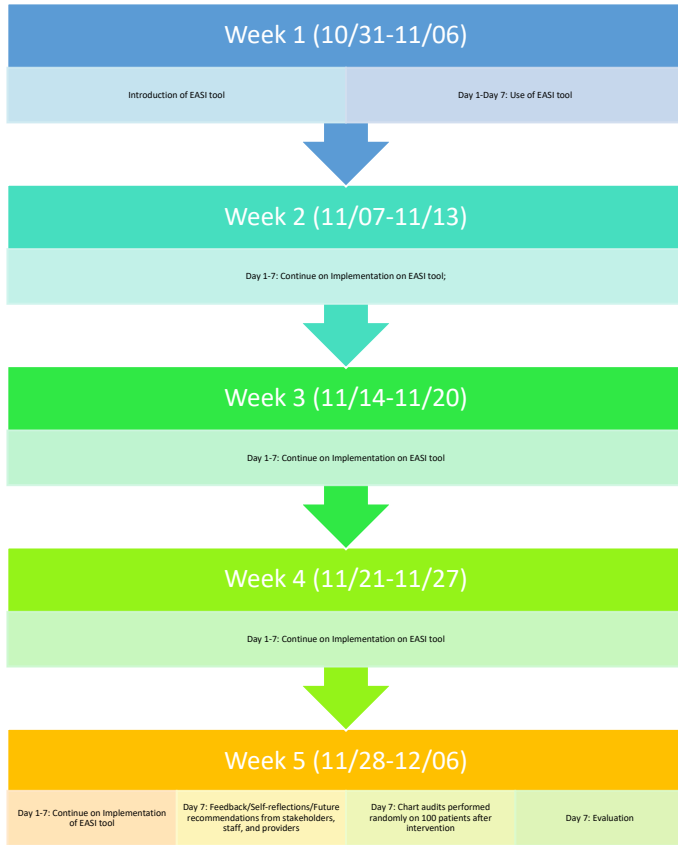 Week 1 (10/31-11/06)
Introduction of EASI tool
Day 1-Day 7: Use of EASI tool
Week 2 (11/07-11/13)
Day 1-7: Continue on Implementation on EASI tool;
Week 3 (11/14-11/20)
Day 1-7: Continue on Implementation on EASI tool
Week 4 (11/21-11/27)
Day 1-7: Continue on Implementation on EASI tool
Week 5 (11/28-12/06)
Day 1-7: Continue on Implementation
of EASI tool
Day 7: Feedback/Self-reflections/Future
recommendations from stakeholders,
staff, and providers
Day 7: Chart audits performed
randomly on 100 patients after
intervention
Day 7: Evaluation